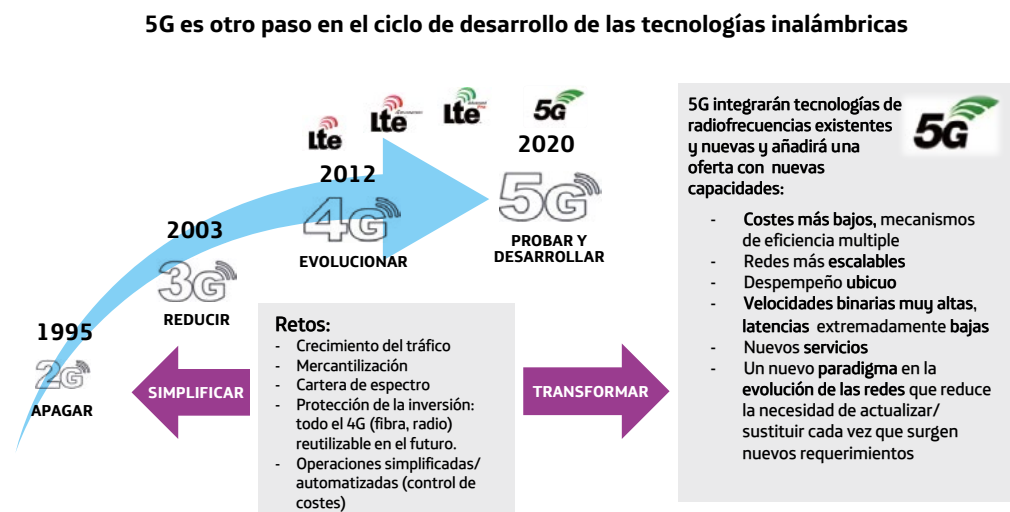 5G es otro paso en el ciclo de desarrollo de las tecnologías inalámbricas
lte
lte
lte
5G
2020
5G
PROBAR Y
DESARROLLAR
2012
4G
EVOLUCIONAR
2003
3G
REDUCIR
1995
2G
APAGAR
SIMPLIFICAR
Retos:
- Crecimiento del tráfico
- Mercantilización
- Cartera de espectro
- Protección de la inversión:
todo el 4G (fibra, radio)
reutilizable en el futuro.
- Operaciones simplificadas/
automatizadas (control de
costes)
TRANSFORMAR
5G integrarán tecnologías de
radiofrecuencias existentes
y nuevas y añadirá una
oferta con nuevas
capacidades:
5G
- Costes más bajos, mecanismos
de eficiencia multiple
- Redes más escalables
- Despempeño ubicuo
- Velocidades binarias muy altas,
latencias extremadamente bajas
- Nuevos servicios
- Un nuevo paradigma en la
evolución de las redes que reduce
la necesidad de actualizar/
sustituir cada vez que surgen
nuevos requerimientos